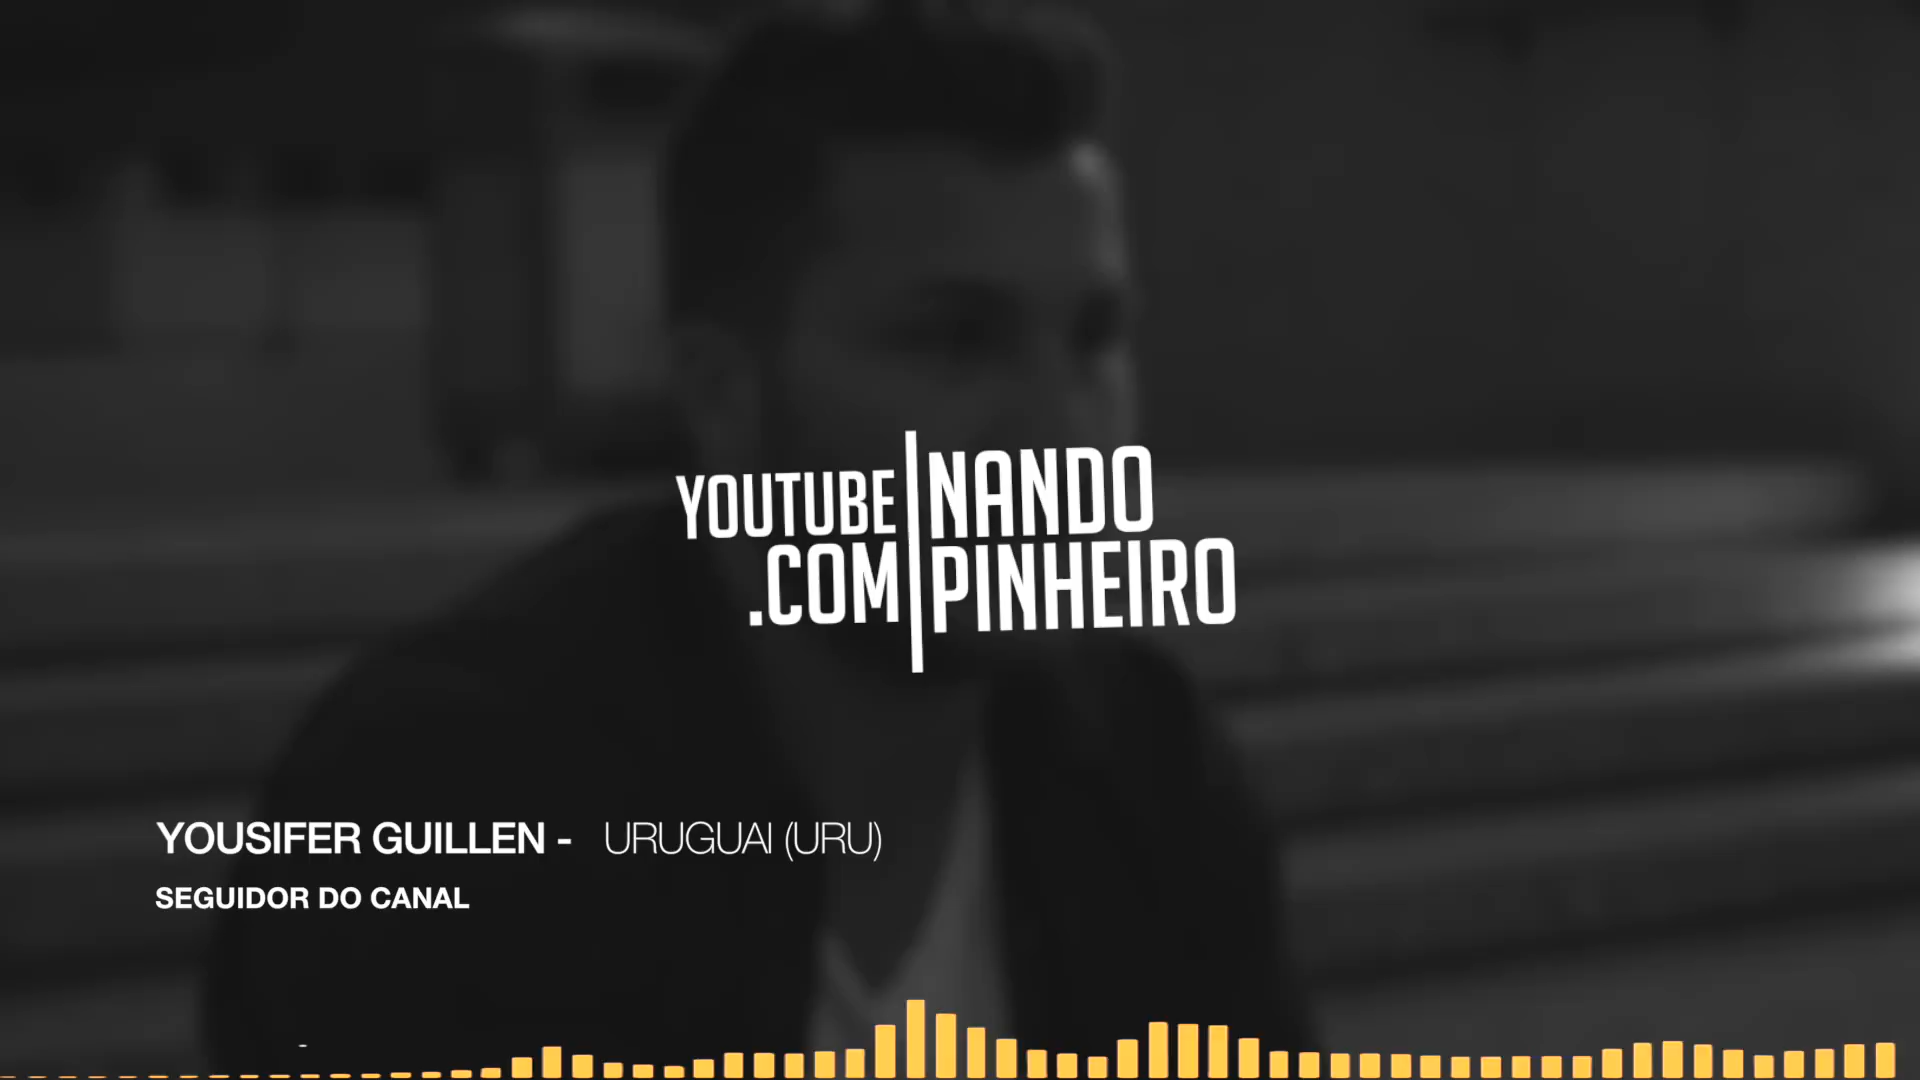 YOUTUBE
.COM
NANDO
PINHEIRO
YOUSIFER GUILLEN - URUGUAI (URU)
SEGUIDOR DO CANAL